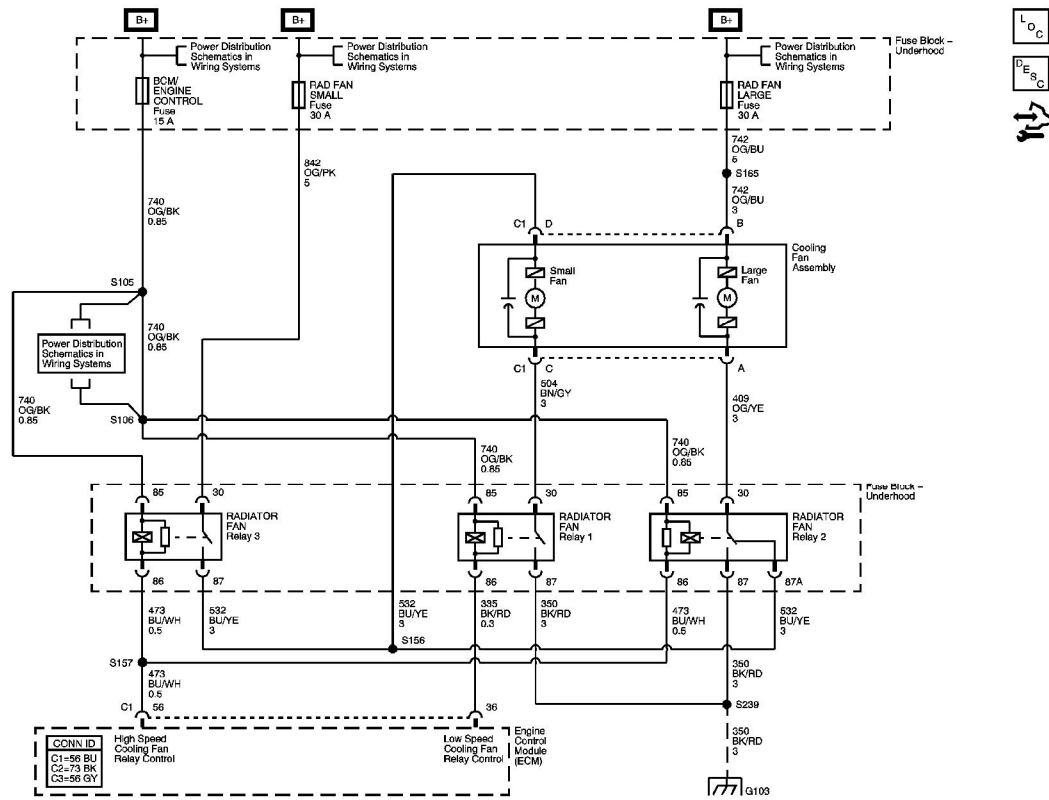 B+
B+
B+
L
O
C
D
E
S
C
Power Distribution
Schematics in
Wiring Systems
Power Distribution
Schematics in
Wiring Systems
Power Distribution
Schematics in
Wiring Systems
Fuse Block –
Underhood
BCM/
ENGINE
CONTROL
Fuse
15 A
RAD FAN
SMALL
Fuse
30 A
RAD FAN
LARGE
Fuse
30 A
842
OG/PK
5
742
OG/BU
5
S165
742
OG/BU
3
740
OG/BK
0.85
C1
D
B
Cooling
Fan
Assembly
Small
Fan
Large
Fan
M
M
S105
740
OG/BK
0.85
Power Distribution
Schematics in
Wiring Systems
C1
C
A
504
BN/GY
3
409
OG/YE
3
740
OG/BK
0.85
S106
740
OG/BK
0.85
740
OG/BK
0.85
Fuse Block –
Underhood
85
30
85
30
85
30
RADIATOR
FAN
Relay 3
RADIATOR
FAN
Relay 1
RADIATOR
FAN
Relay 2
86
87
86
87
86
87
87A
473
BU/WH
0.5
532
BU/YE
3
532
BU/YE
3
335
BK/RD
0.3
350
BK/RD
3
473
BU/WH
0.5
532
BU/YE
3
S156
S157
473
BU/WH
0.5
350
BK/RD
3
S239
C1
56
36
CONN ID
C1=56 BU
C2=73 BK
C3=56 GY
High Speed
Cooling Fan
Relay Control
Low Speed
Cooling Fan
Relay Control
Engine
Control
Module
(ECM)
350
BK/RD
3
G103